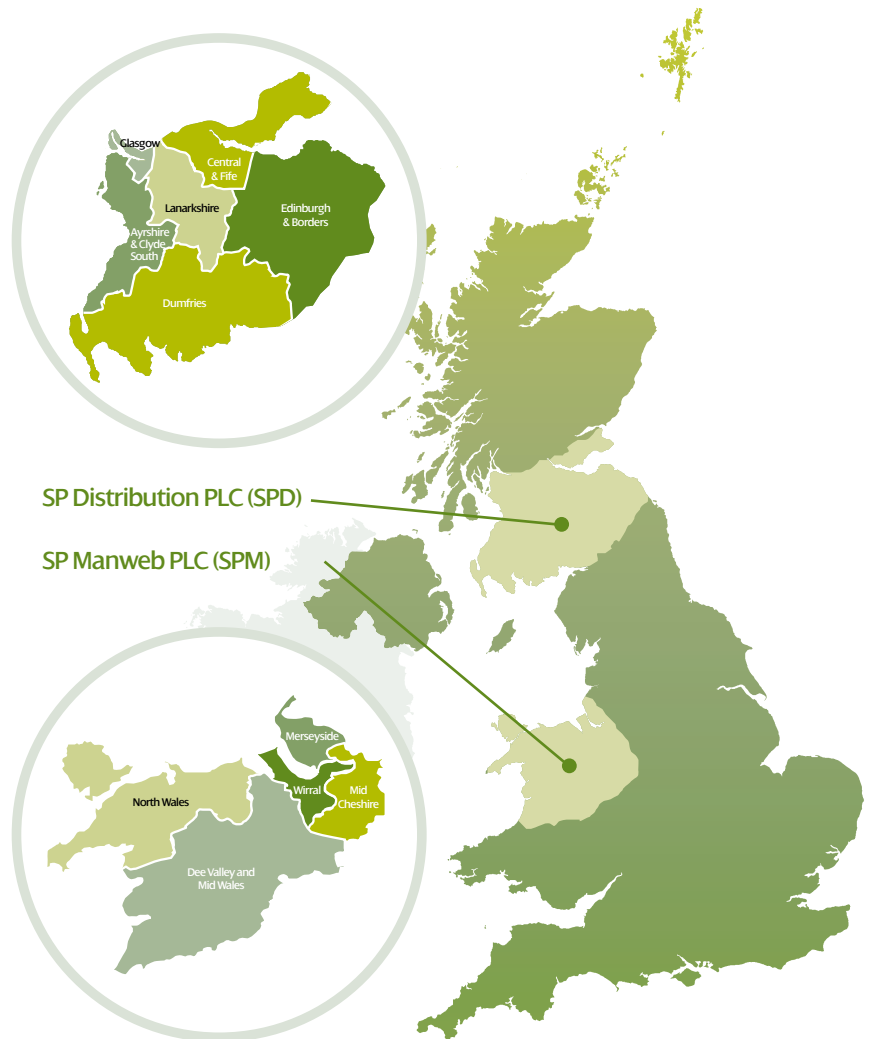 Glasgow
Central
& Fife
Lanarkshire
Edinburgh
& Borders
Ayrshire
& Clyde
South
Dumfries
SP Distribution PLC (SPD)
SP Manweb PLC (SPM)
Merseyside
Wirral
Mid
Cheshire
North Wales
Dee Valley and
Mid Wales